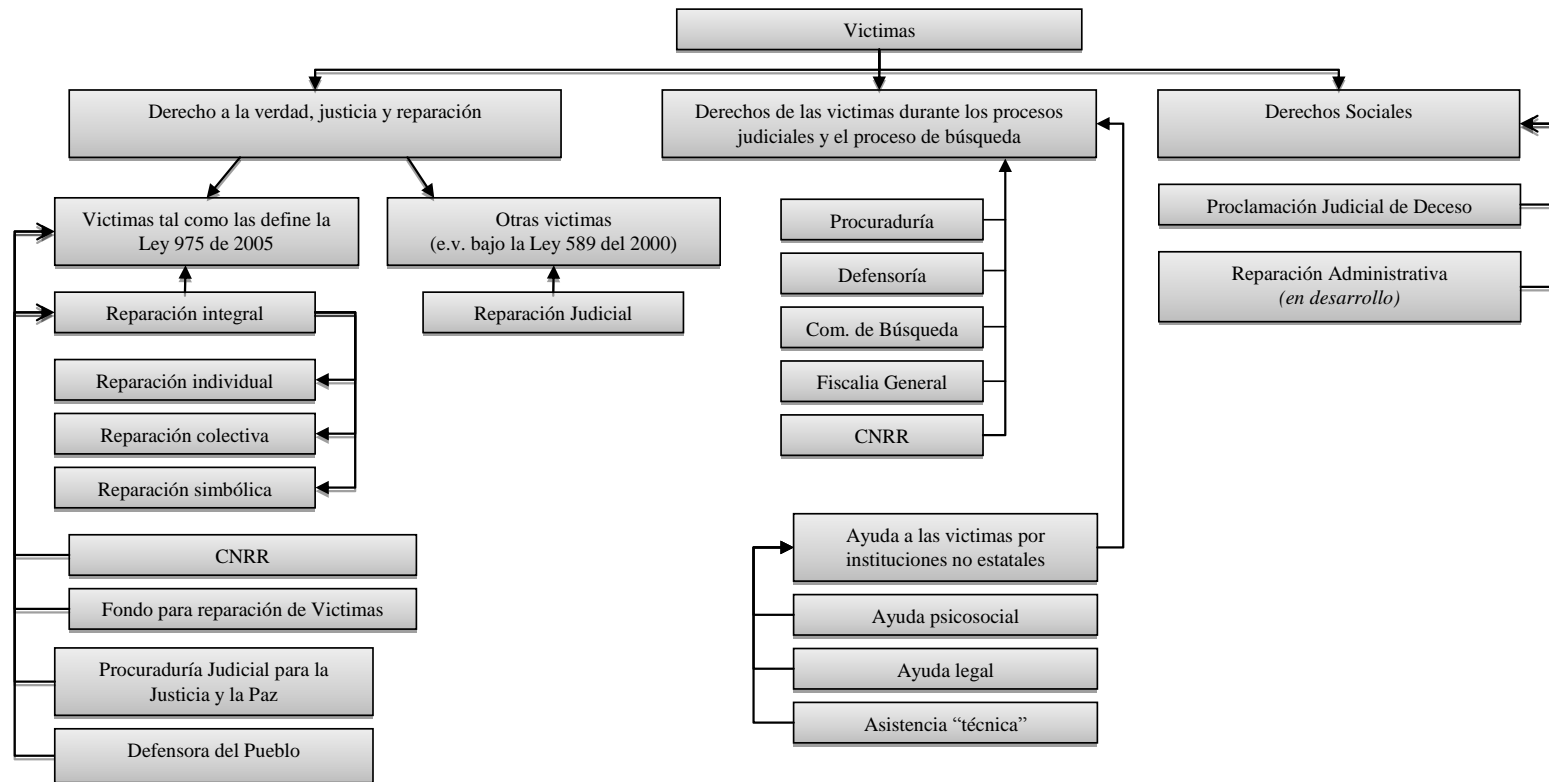 Victimas
Derecho a la verdad, justicia y reparación
Derechos de las victimas durante los procesos
judiciales y el proceso de búsqueda
Derechos Sociales
Victimas tal como las define la
Ley 975 de 2005
Otras victimas
(e.v. bajo la Ley 589 del 2000)
Reparación integral
Reparación Judicial
Reparación individual
Reparación colectiva
Reparación simbólica
CNRR
Fondo para reparación de Victimas
Procuraduría Judicial para la
Justicia y la Paz
Defensora del Pueblo
Procuraduría
Defensoría
Com. de Búsqueda
Fiscalia General
CNRR
Ayuda a las victimas por
instituciones no estatales
Ayuda psicosocial
Ayuda legal
Asistencia “técnica”
Proclamación Judicial de Deceso
Reparación Administrativa
(en desarrollo)